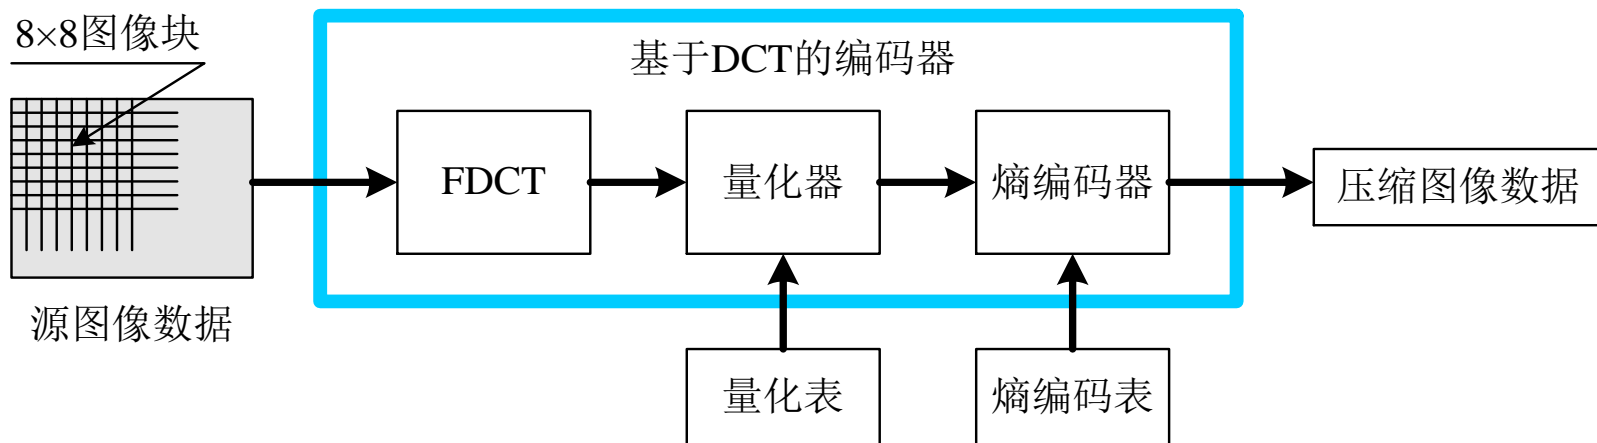 8×8图像块
基于DCT的编码器
FDCT
量化器
熵编码器
压缩图像数据
源图像数据
量化表
熵编码表